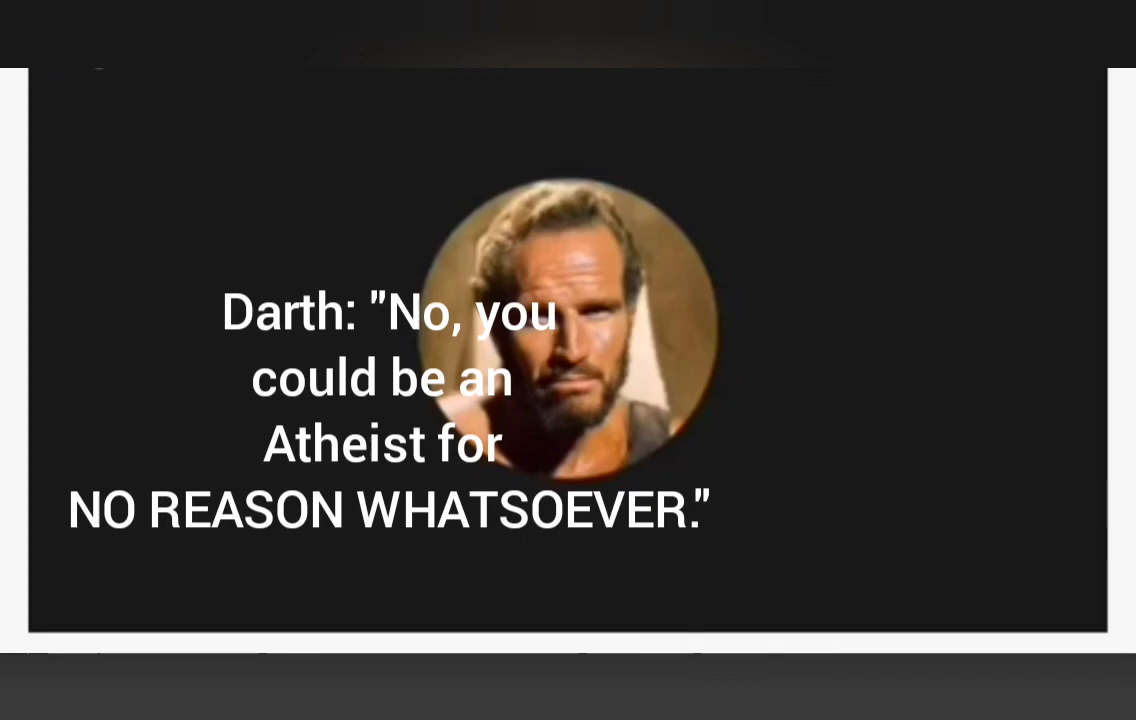 Darth: "No, you
could be an
Atheist for
NO REASON WHATSOEVER."